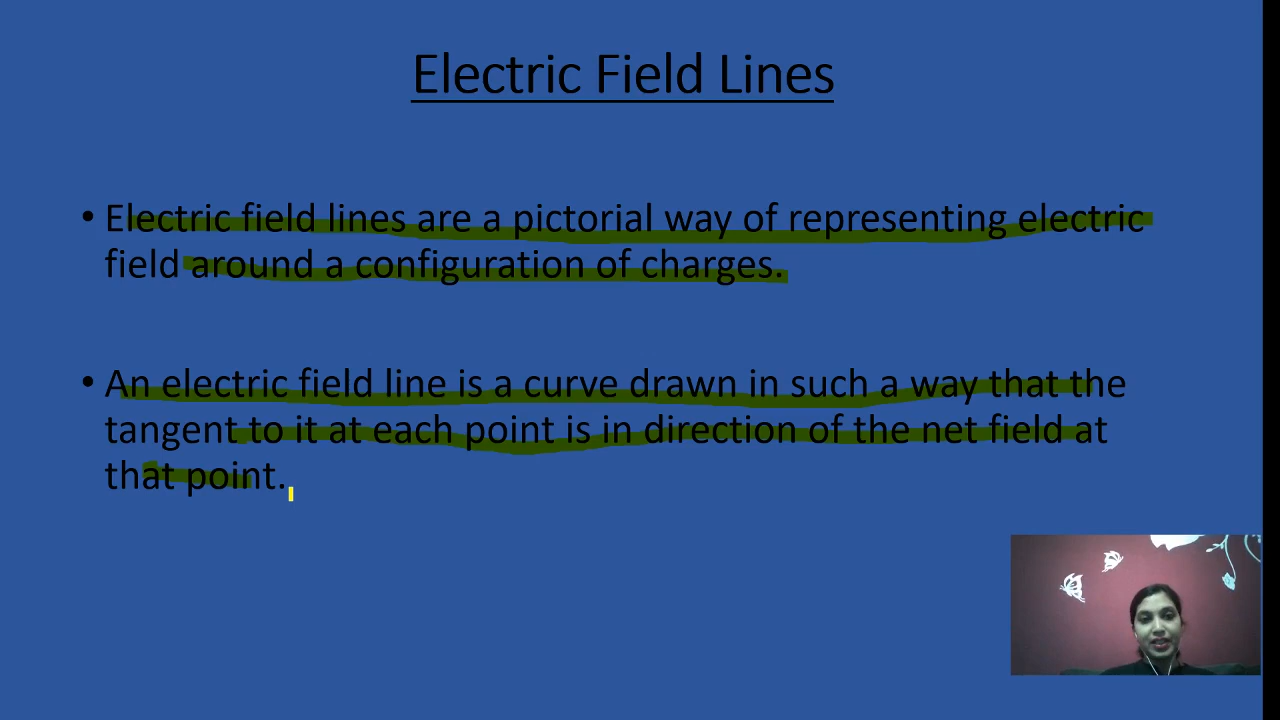 Electric Field Lines
• Electric field lines are a pictorial way of representing electric
field around a configuration of charges.
• An electric field line is a curve drawn in such a way that the
tangent to it at each point is in direction of the net field at
that point.